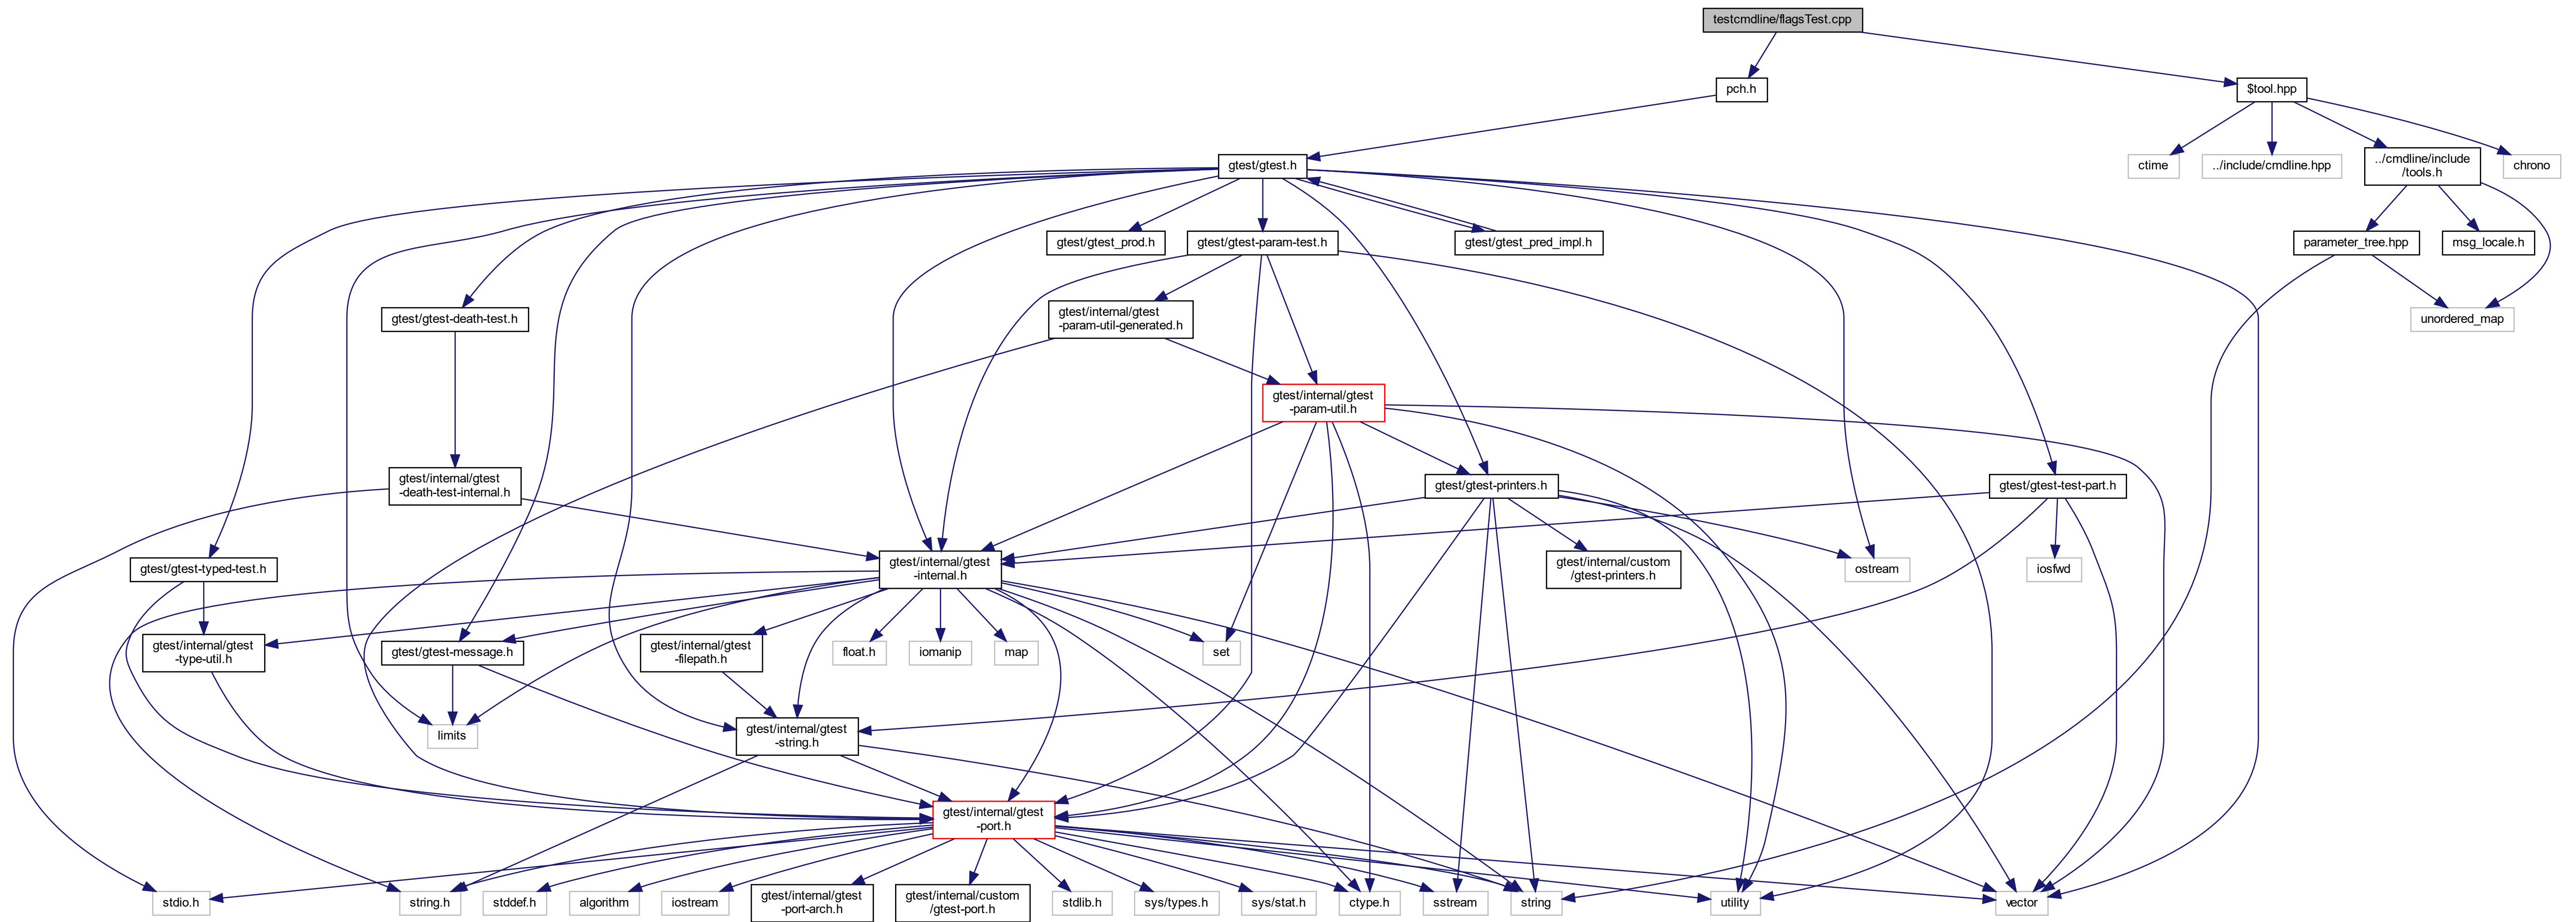 testcmdline/flagsTest.cpp
pch.h
$tool.hpp
gtest/gtest.h
ctime
../include/cmdline.hpp
../cmdline/include
/tools.h
chrono
gtest/gtest_prod.h
gtest/gtest-param-test.h
gtest/gtest_pred_impl.h
parameter_tree.hpp
msg_locale.h
gtest/gtest-death-test.h
gtest/internal/gtest
-param-util-generated.h
unordered_map
gtest/internal/gtest
-param-util.h
gtest/internal/gtest
-death-test-internal.h
gtest/gtest-printers.h
gtest/gtest-test-part.h
gtest/gtest-typed-test.h
gtest/internal/gtest
-internal.h
gtest/internal/custom
/gtest-printers.h
ostream
iosfwd
gtest/internal/gtest
-type-util.h
gtest/gtest-message.h
gtest/internal/gtest
-filepath.h
float.h
iomanip
map
set
limits
gtest/internal/gtest
-string.h
gtest/internal/gtest
-port.h
stdio.h
string.h
stddef.h
algorithm
iostream
gtest/internal/gtest
-port-arch.h
gtest/internal/custom
/gtest-port.h
stdlib.h
sys/types.h
sys/stat.h
ctype.h
sstream
string
utility
vector